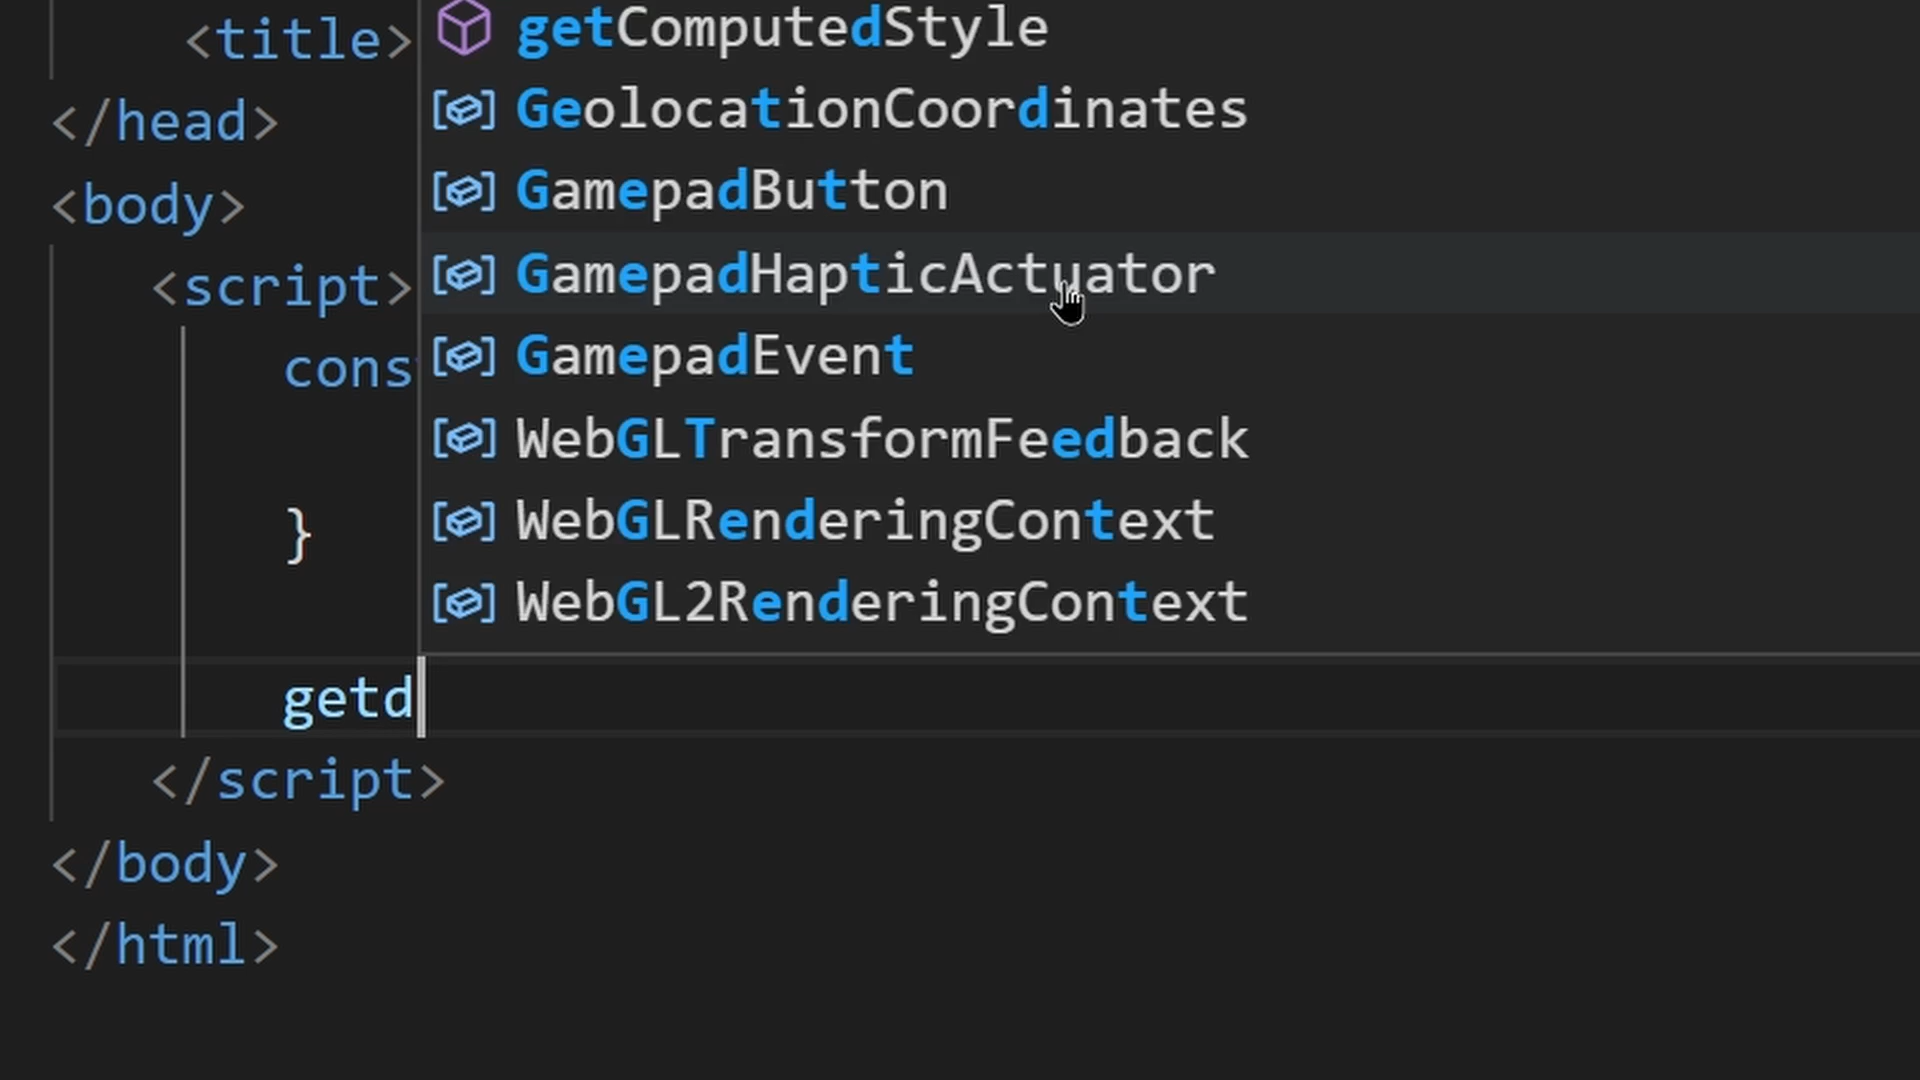 <title>
getComputedStyle
</head>
GeolocationCoordinates
<body>
GamepadButton
<script>
GamepadHapticActuator
cons
GamepadEvent
WebGLTransformFeedback
}
WebGLRenderingContext
WebGL2RenderingContext
getd
</script>
</body>
</html>